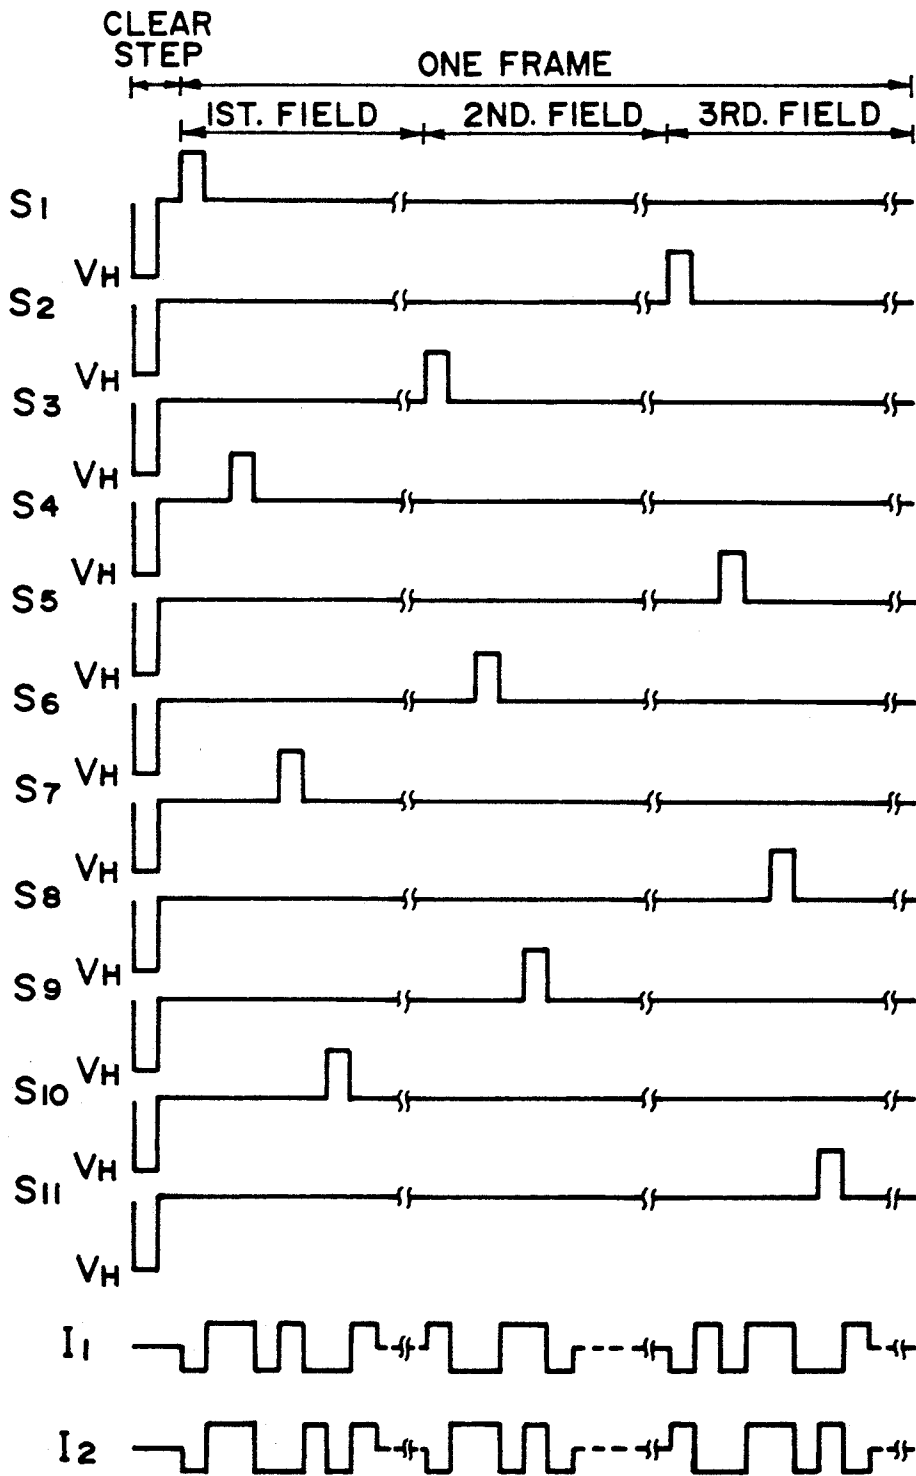 CLEAR
STEP
ONE FRAME
1ST. FIELD 2ND. FIELD 3RD. FIELD
S1
VH
S2
VH
S3
VH
S4
VH
S5
VH
S6
VH
S7
VH
S8
VH
S9
VH
S10
VH
S11
VH
I1
I2